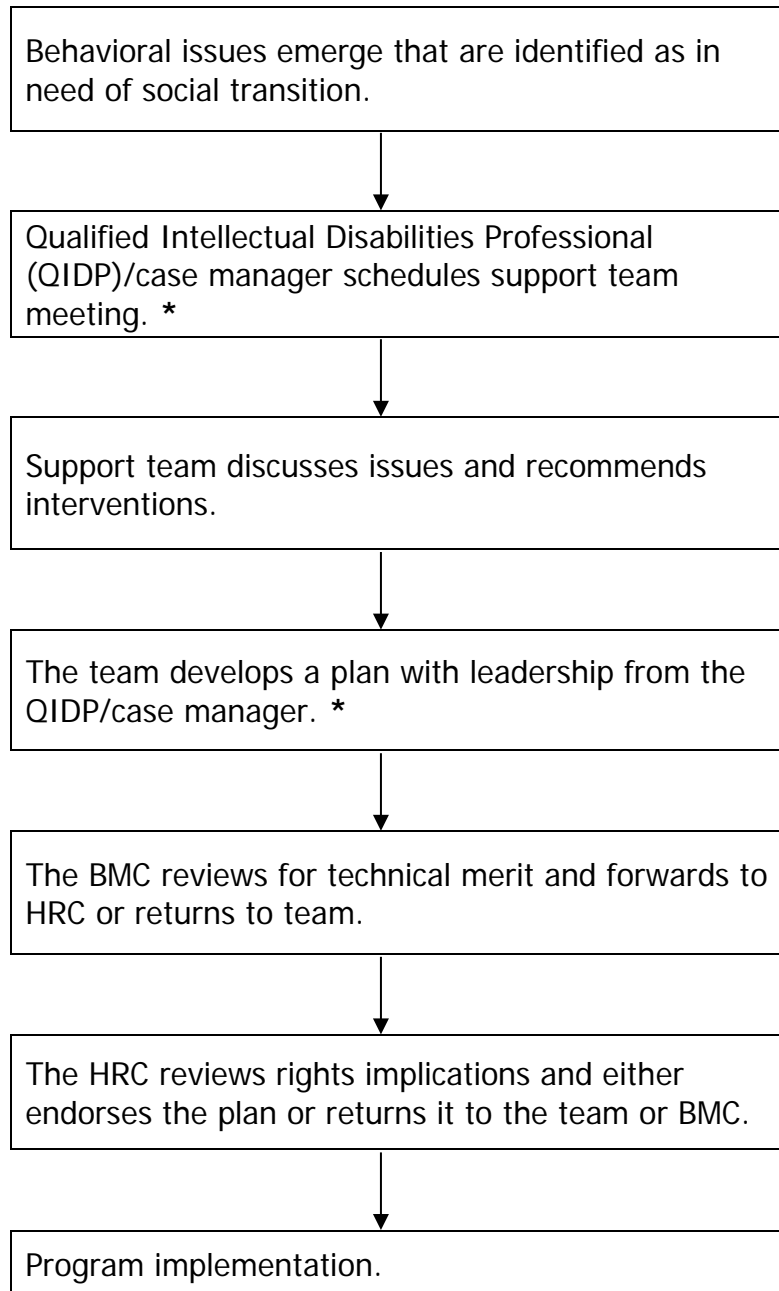 Behavioral issues emerge that are identified as in
need of social transition.
Qualified Intellectual Disabilities Professional
(QIDP)/case manager schedules support team
meeting. *
Support team discusses issues and recommends
interventions.
The team develops a plan with leadership from the
QIDP/case manager. *
The BMC reviews for technical merit and forwards to
HRC or returns to team.
The HRC reviews rights implications and either
endorses the plan or returns it to the team or BMC.
Program implementation.